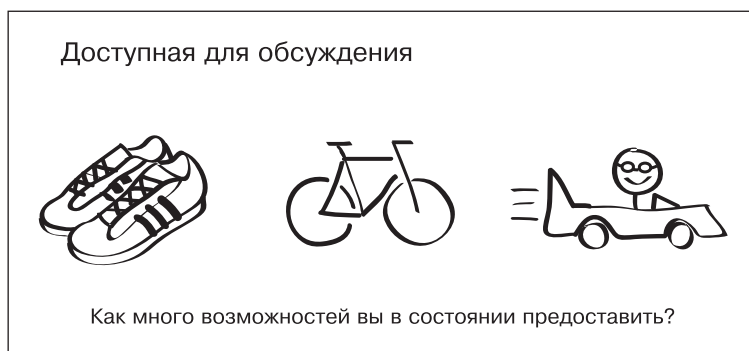 Доступная для обсуждения
Как много возможностей вы в состоянии предоставить?